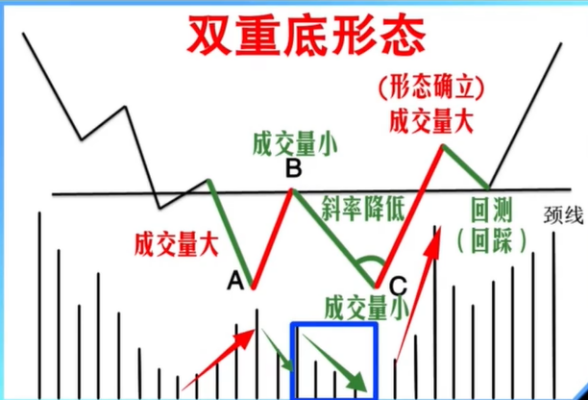 双重底形态
(形态确立)
成交量大
成交量小
B
斜率降低
回测
(回踩)
颈线
成交量大
A
C
成交量小